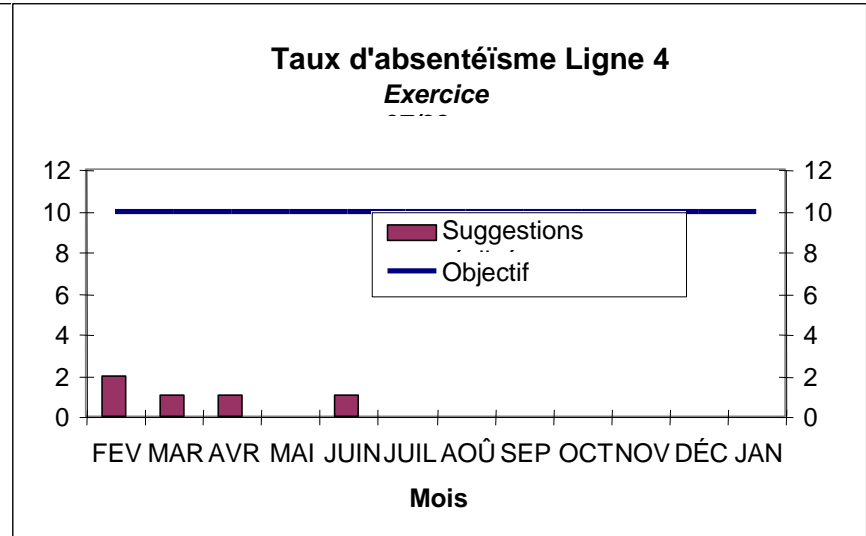 Taux d'absentéïsme Ligne 4
Exercice
12 12
10 10
Suggestions
8 8
Objectif
6 6
4 4
2 2
0 0
FEV MAR AVR MAI JUIN JUIL AOÛ SEP OCT NOV DÉC JAN
Mois